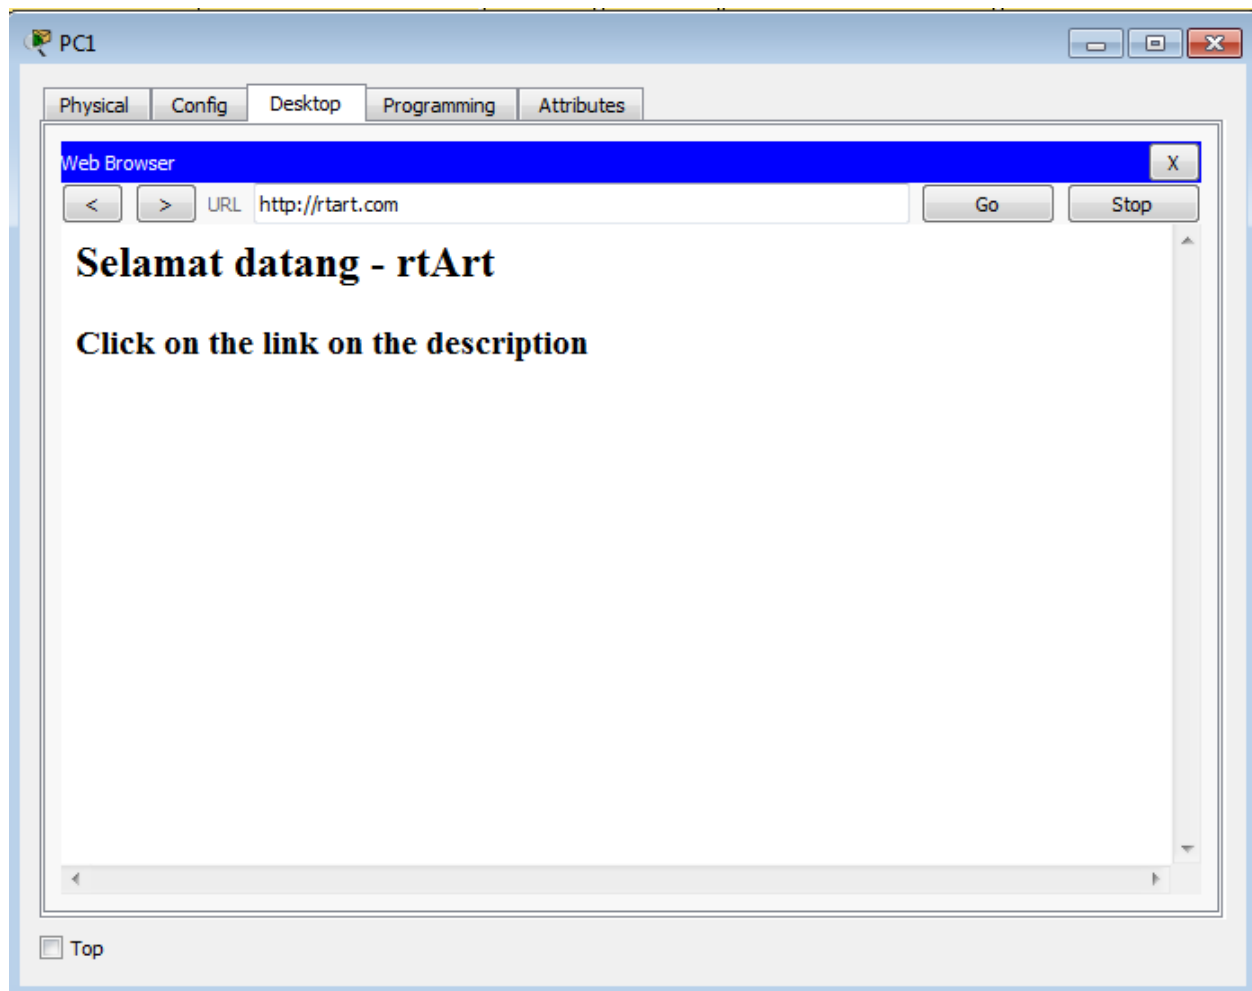 PC1
Physical Config Desktop Programming Attributes
Web Browser X
< > URL http://rtart.com Go Stop
Selamat datang - rtArt
Click on the link on the description
Top